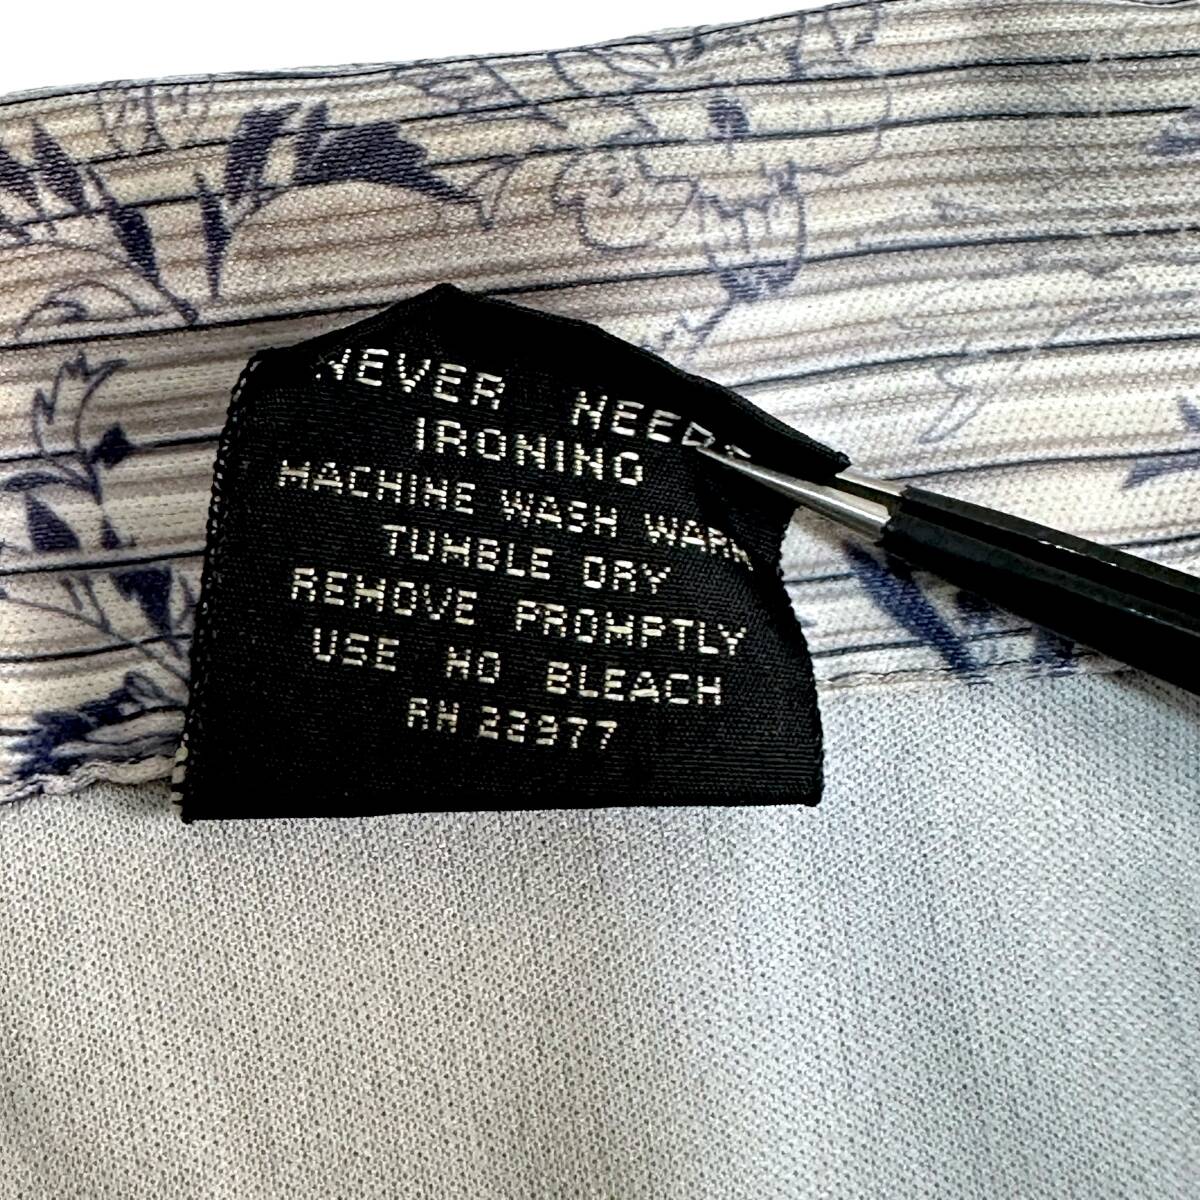 NEVER NEEDS
IRONING
MACHINE WASH WARM
TUMBLE DRY
REMOVE PROMPTLY
USE NO BLEACH
RN 22977